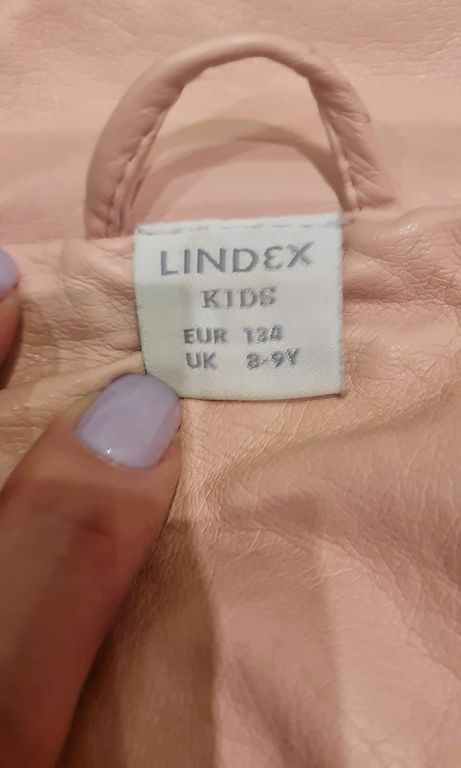 LINDEX
KIDS
EUR 134
UK 8-9Y